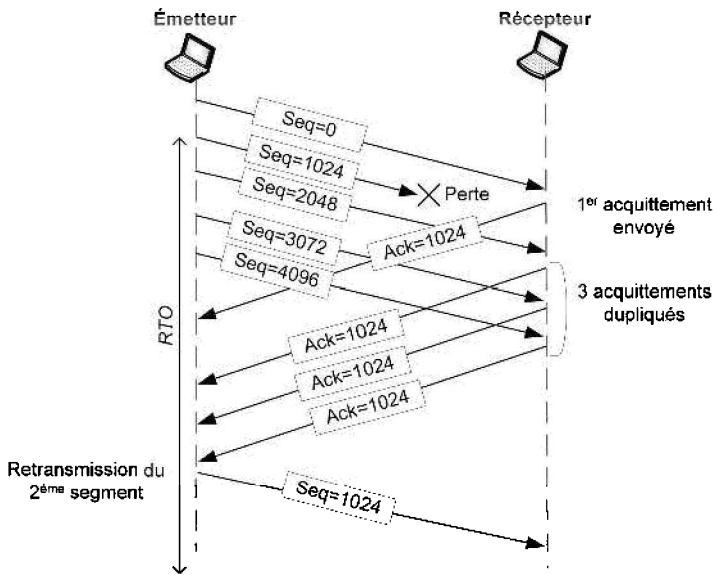 Émetteur
Récepteur
Seq=0
Seq=1024
Perte
Seq=2048
1er acquittement
envoyé
Ack=1024
Seq=3072
Seq=4096
3 acquittements
dupliqués
RTO
Ack=1024
Ack=1024
Ack=1024
Retransmission du
2ème segment
Seq=1024